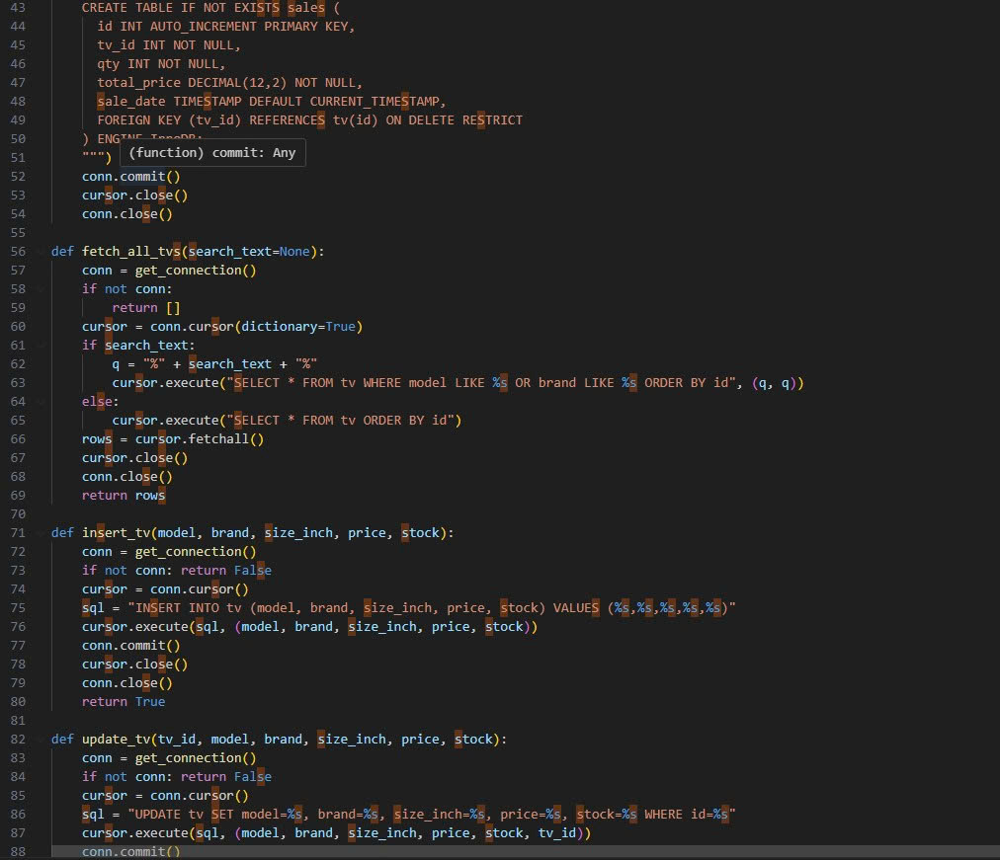 43 CREATE TABLE IF NOT EXISTS sales (
44 id INT AUTO_INCREMENT PRIMARY KEY,
45 tv_id INT NOT NULL,
46 qty INT NOT NULL,
47 total_price DECIMAL(12,2) NOT NULL,
48 sale_date TIMESTAMP DEFAULT CURRENT_TIMESTAMP,
49 FOREIGN KEY (tv_id) REFERENCES tv(id) ON DELETE RESTRICT
50 ) ENGINE InnoDB;
(function) commit: Any
51 """)
52 conn.commit()
53 cursor.close()
54 conn.close()
55
56 def fetch_all_tvs(search_text=None):
57 conn = get_connection()
58 if not conn:
59 return []
60 cursor = conn.cursor(dictionary=True)
61 if search_text:
62 q = "%" + search_text + "%"
63 cursor.execute("SELECT * FROM tv WHERE model LIKE %s OR brand LIKE %s ORDER BY id", (q, q))
64 else:
65 cursor.execute("SELECT * FROM tv ORDER BY id")
66 rows = cursor.fetchall()
67 cursor.close()
68 conn.close()
69 return rows
70
71 def insert_tv(model, brand, size_inch, price, stock):
72 conn = get_connection()
73 if not conn: return False
74 cursor = conn.cursor()
75 sql = "INSERT INTO tv (model, brand, size_inch, price, stock) VALUES (%s,%s,%s,%s,%s)"
76 cursor.execute(sql, (model, brand, size_inch, price, stock))
77 conn.commit()
78 cursor.close()
79 conn.close()
80 return True
81
82 def update_tv(tv_id, model, brand, size_inch, price, stock):
83 conn = get_connection()
84 if not conn: return False
85 cursor = conn.cursor()
86 sql = "UPDATE tv SET model=%s, brand=%s, size_inch=%s, price=%s, stock=%s WHERE id=%s"
87 cursor.execute(sql, (model, brand, size_inch, price, stock, tv_id))
88 conn.commit()